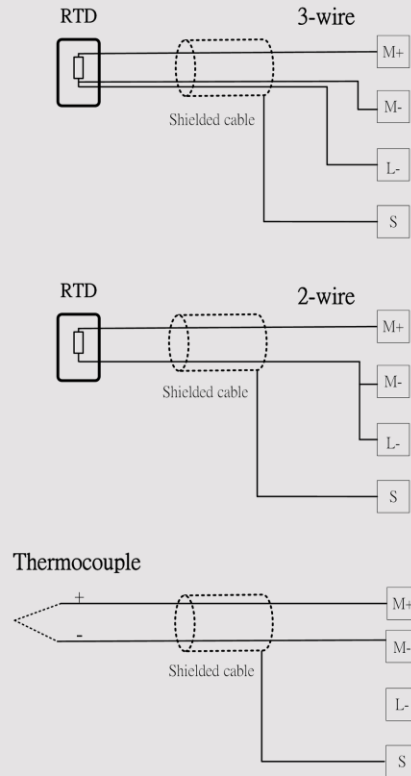 RTD
3-wire
M+
M-
Shielded cable
L-
S
RTD
2-wire
M+
M-
Shielded cable
L-
S
Thermocouple
+
M+
-
M-
Shielded cable
L-
S